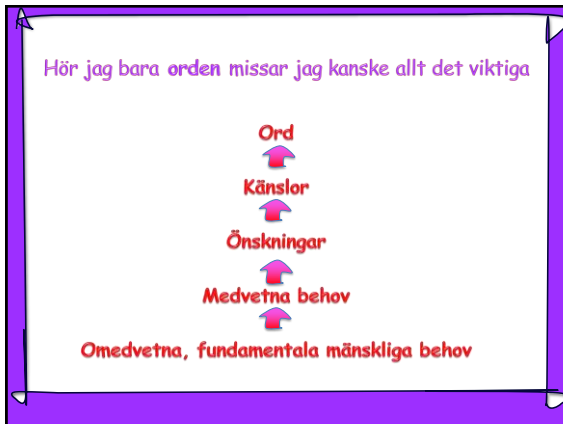 Hör jag bara orden missar jag kanske allt det viktiga
Ord
Känslor
Önskningar
Medvetna behov
Omedvetna, fundamentala mänskliga behov